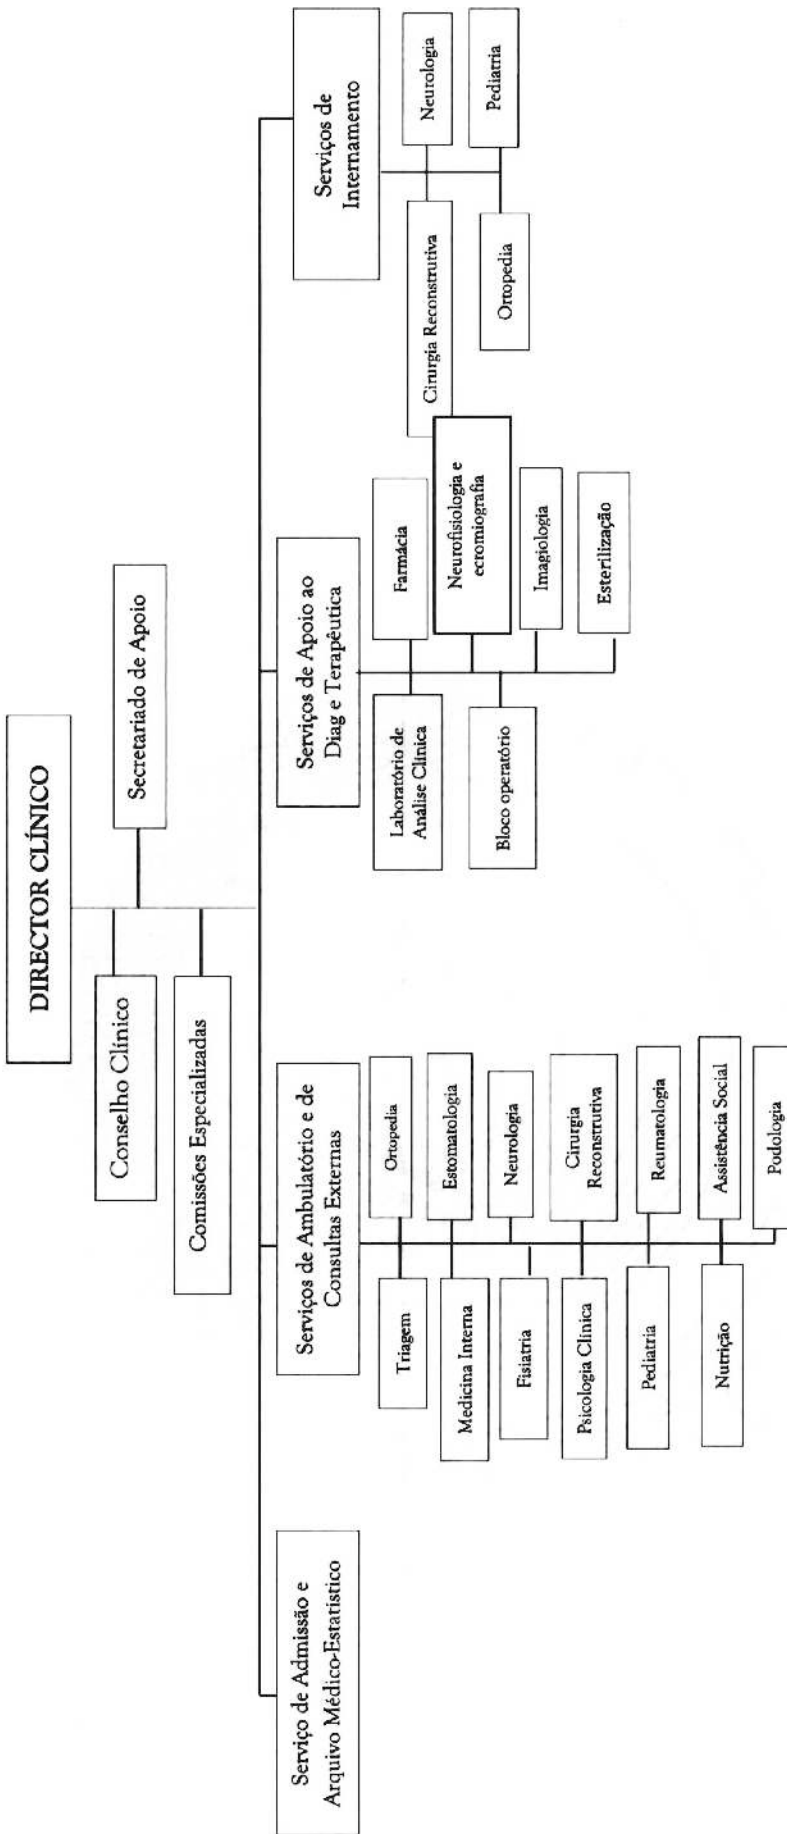 DIRECTOR CLÍNICO
Secretariado de Apoio
Conselho Clínico
Comissões Especializadas
Serviço de Admissão e
Arquivo Médico-Estatistico
Serviços de Ambulatório e de
Consultas Externas
Triagem
Ortopedia
Medicina Interna
Estomatologia
Neurologia
Fisiatria
Psicologia Clínica
Cirurgia
Reconstrutiva
Pediatria
Reumatologia
Nutrição
Assistência Social
Podologia
Serviços de Apoio ao
Diag e Terapêutica
Laboratório de
Análise Clínica
Farmácia
Neurofisiologia e
ecromiografia
Bloco operatório
Imagiologia
Esterilização
Serviços de
Internamento
Cirurgia Reconstrutiva
Neurologia
Ortopedia
Pediatria